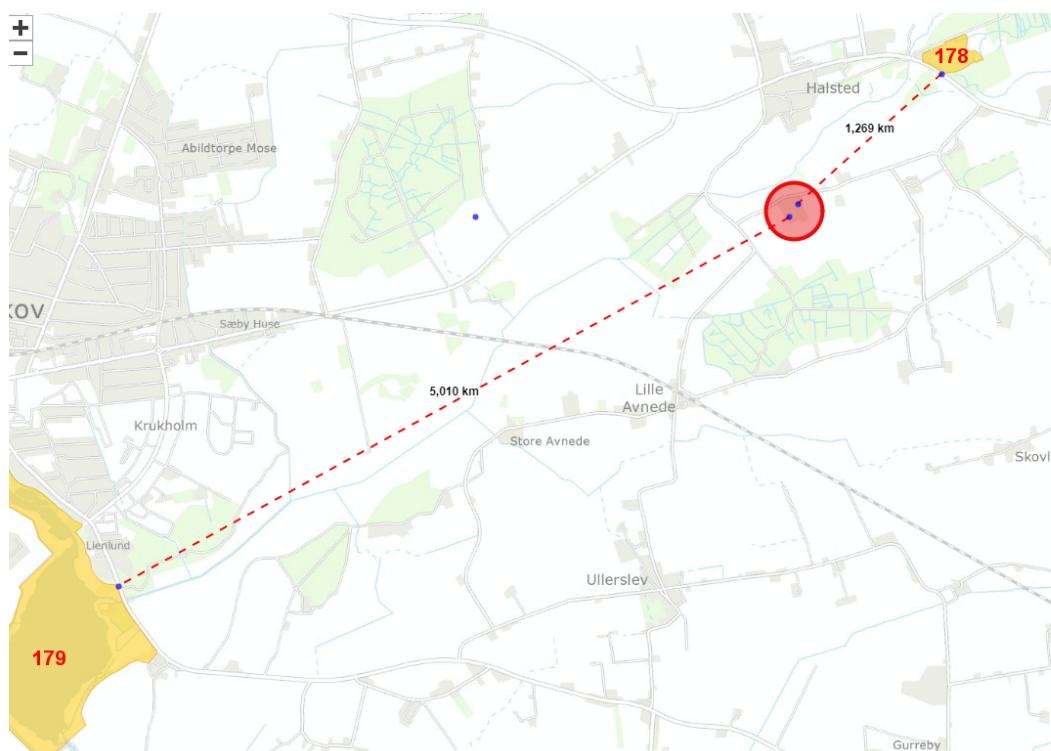 +
−
178
Halsted
1,269 km
Abildtorpe Mose
KOV
Sæby Huse
5,010 km
Lille
Avnede
Krukholm
Store Avnede
Skovl
Lienlund
Ullerslev
179
Gurreby